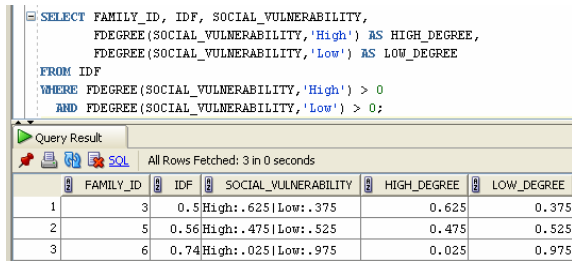 SELECT FAMILY_ID, IDF, SOCIAL_VULNERABILITY,
FDEGREE(SOCIAL_VULNERABILITY,'High') AS HIGH_DEGREE,
FDEGREE(SOCIAL_VULNERABILITY,'Low') AS LOW_DEGREE
FROM IDF
WHERE FDEGREE(SOCIAL_VULNERABILITY,'High') > 0
AND FDEGREE(SOCIAL_VULNERABILITY,'Low') > 0;
Query Result
SQL All Rows Fetched: 3 in 0 seconds
FAMILY_ID IDF SOCIAL_VULNERABILITY HIGH_DEGREE LOW_DEGREE
1 3 0.5 High:.625|Low:.375 0.625 0.375
2 5 0.56 High:.475|Low:.525 0.475 0.525
3 6 0.74 High:.025|Low:.975 0.025 0.975